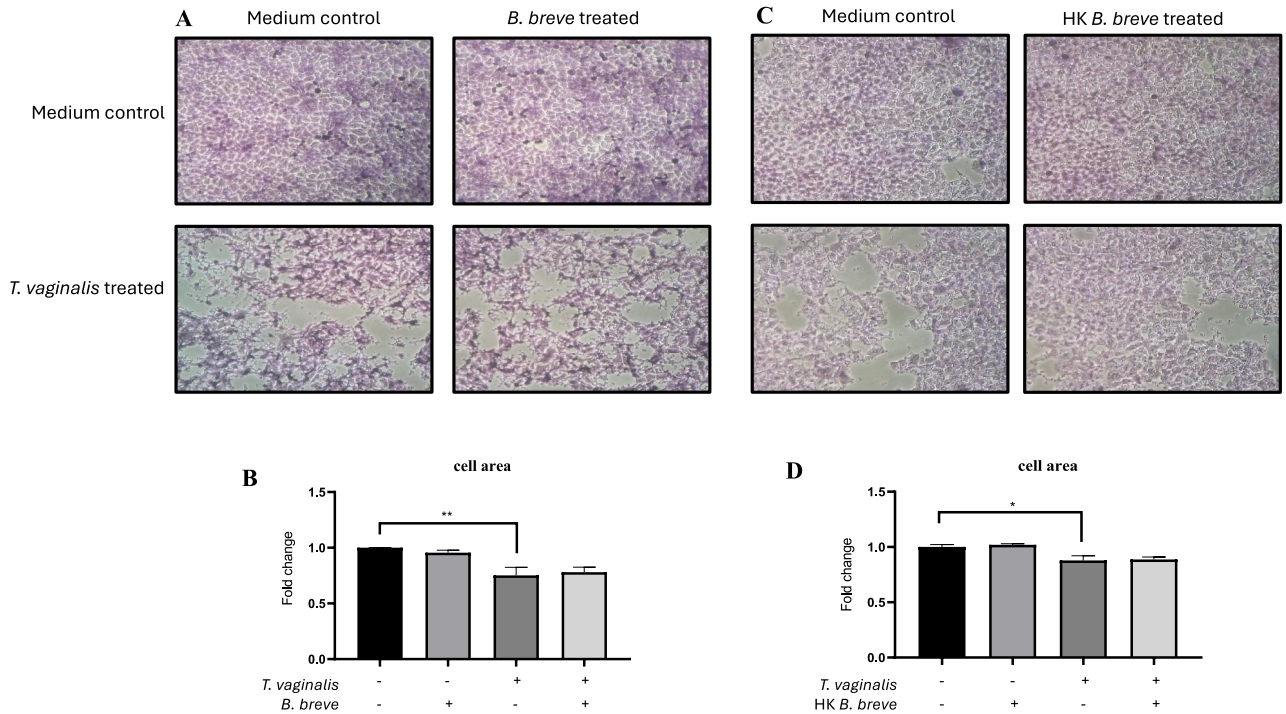 A Medium control B. breve treated
C Medium control HK B. breve treated
Medium control
T. vaginalis treated
B cell area
1.5
1.0
0.5
0.0
Fold change
**
T. vaginalis - - + +
B. breve - + - +
D cell area
1.5
1.0
0.5
0.0
Fold change
*
T. vaginalis - - + +
HK B. breve - + - +